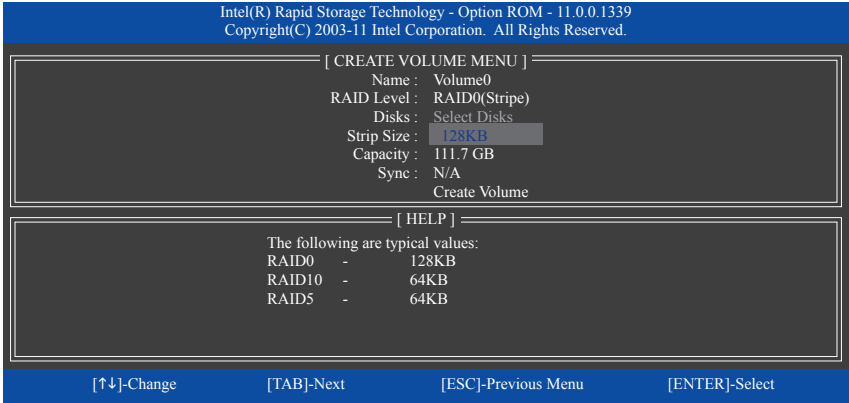 Intel(R) Rapid Storage Technology - Option ROM - 11.0.0.1339
Copyright(C) 2003-11 Intel Corporation. All Rights Reserved.
[ CREATE VOLUME MENU ]
Name : Volume0
RAID Level : RAID0(Stripe)
Disks : Select Disks
Strip Size : 128KB
Capacity : 111.7 GB
Sync : N/A
Create Volume
[ HELP ]
The following are typical values:
RAID0 - 128KB
RAID10 - 64KB
RAID5 - 64KB
[↑↓]-Change [TAB]-Next [ESC]-Previous Menu [ENTER]-Select